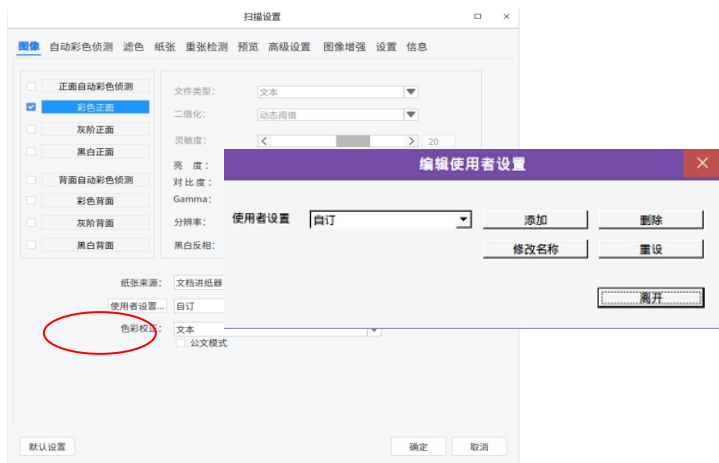 扫描设置
图像 自动彩色侦测 滤色 纸张 重张检测 预览 高级设置 图像增强 设置 信息
正面自动彩色侦测
彩色正面
灰阶正面
黑白正面
背面自动彩色侦测
彩色背面
灰阶背面
黑白背面
文件类型: 文本
二值化: 动态阈值
灵敏度: 20
亮 度:
对比度:
Gamma:
分辨率:
黑白反相:
纸张来源: 文档进纸器
使用者设置... 自订
色彩校正: 文本
公文模式
默认设置 确定 取消
编辑使用者设置
使用者设置 自订 添加 删除
修改名称 重设
离开